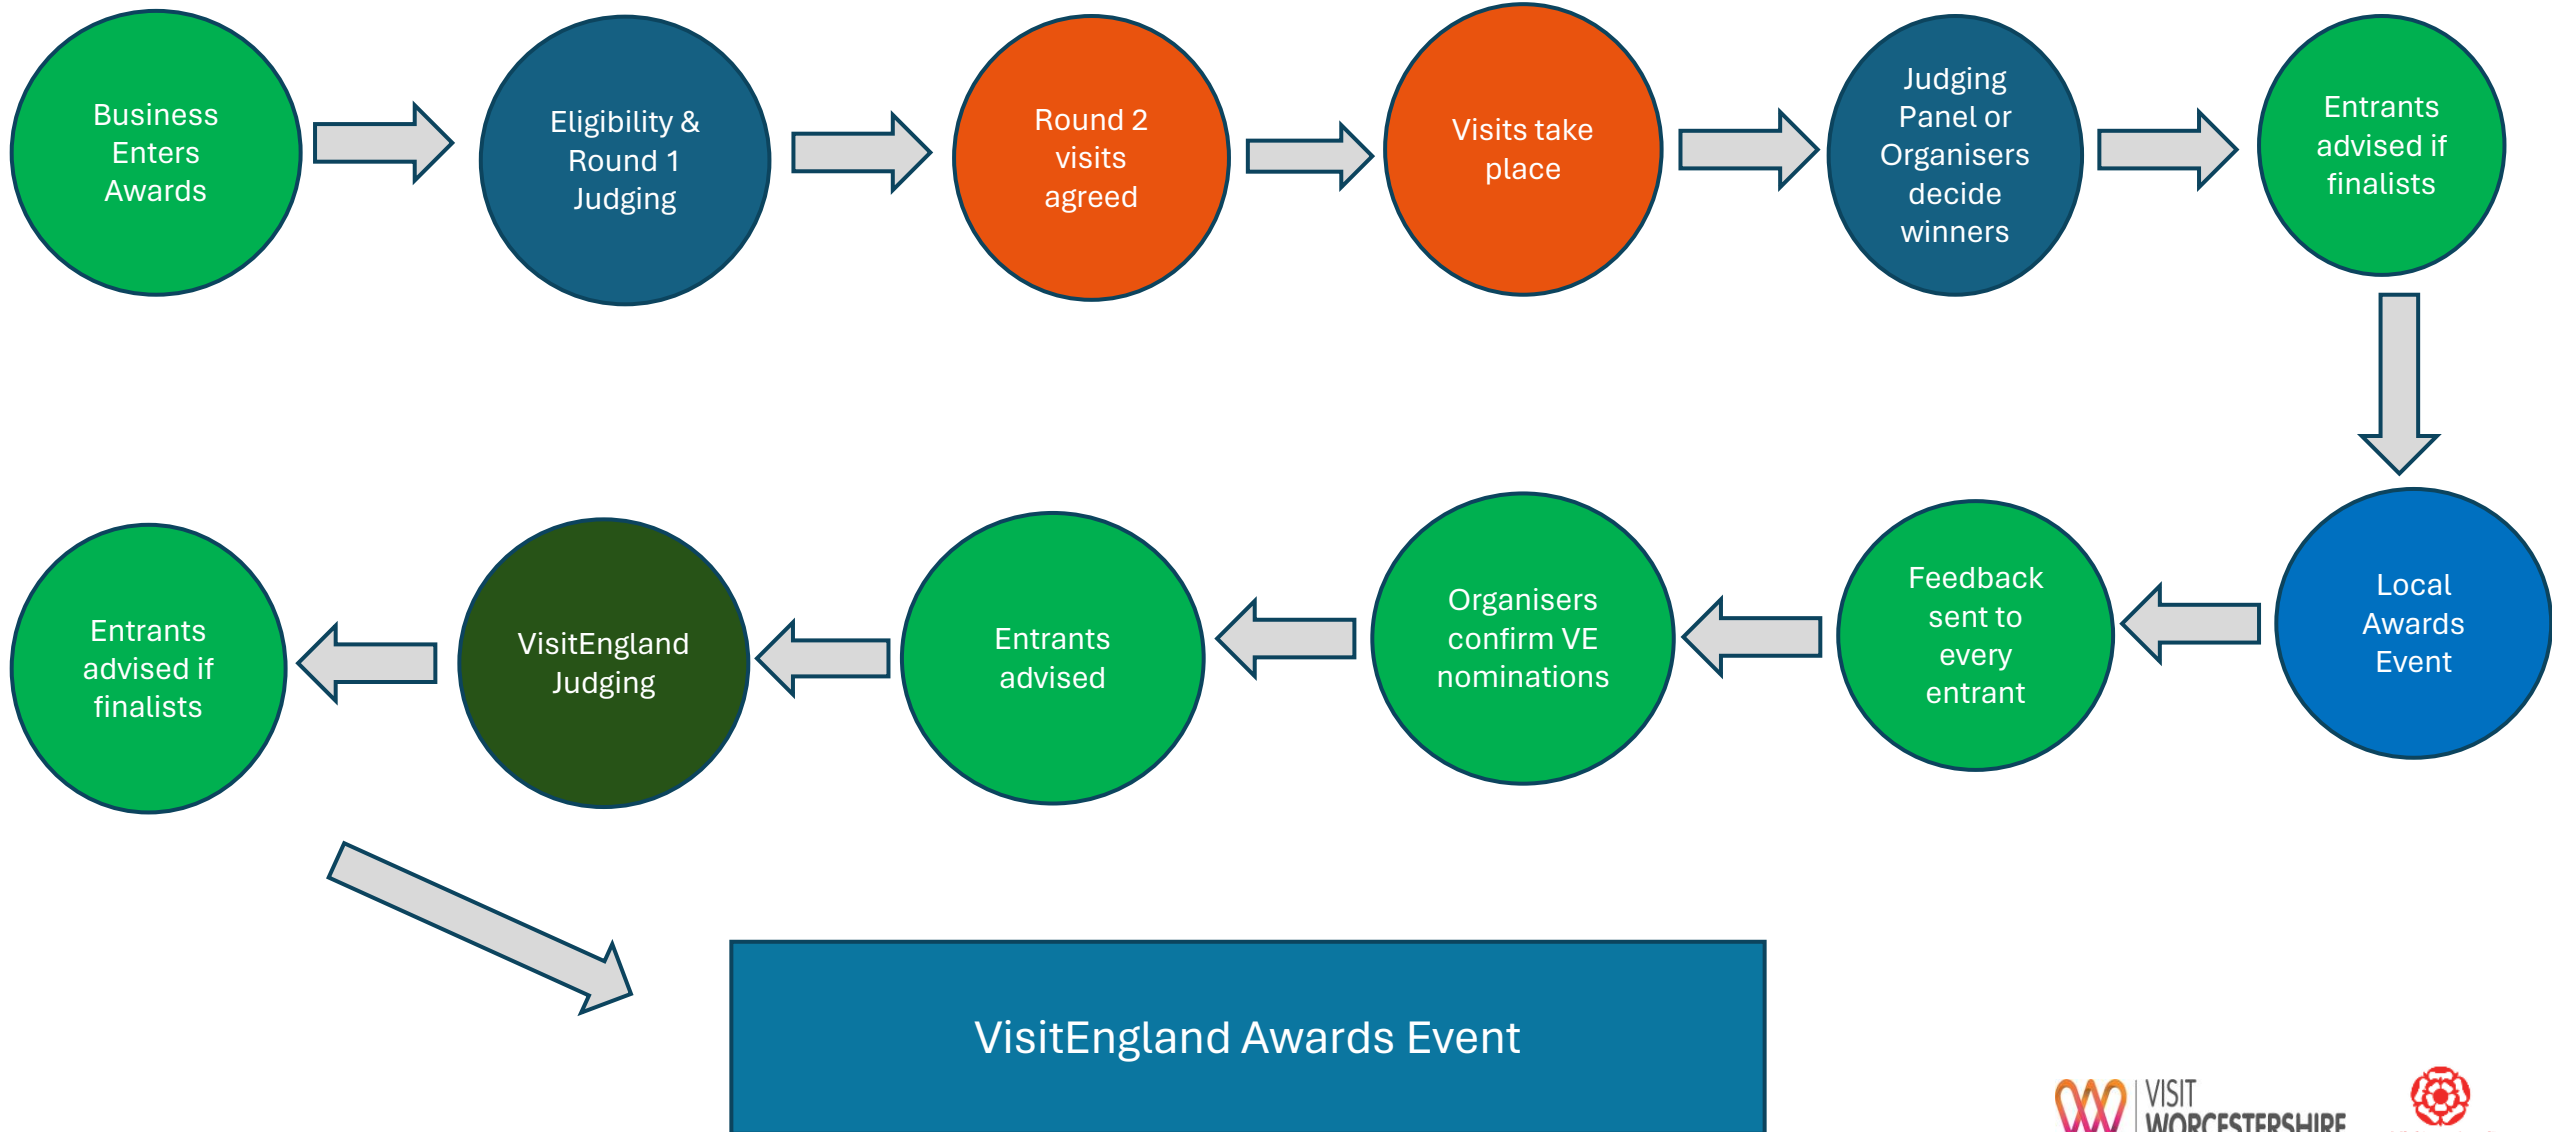 Business
Enters
Awards
Eligibility &
Round 1
Judging
Round 2
visits
agreed
Visits take
place
Judging
Panel or
Organisers
decide
winners
Entrants
advised if
finalists
Local
Awards
Event
Feedback
sent to
every
entrant
Organisers
confirm VE
nominations
Entrants
advised
VisitEngland
Judging
Entrants
advised if
finalists
VisitEngland Awards Event
VISIT
WORCESTERSHIRE